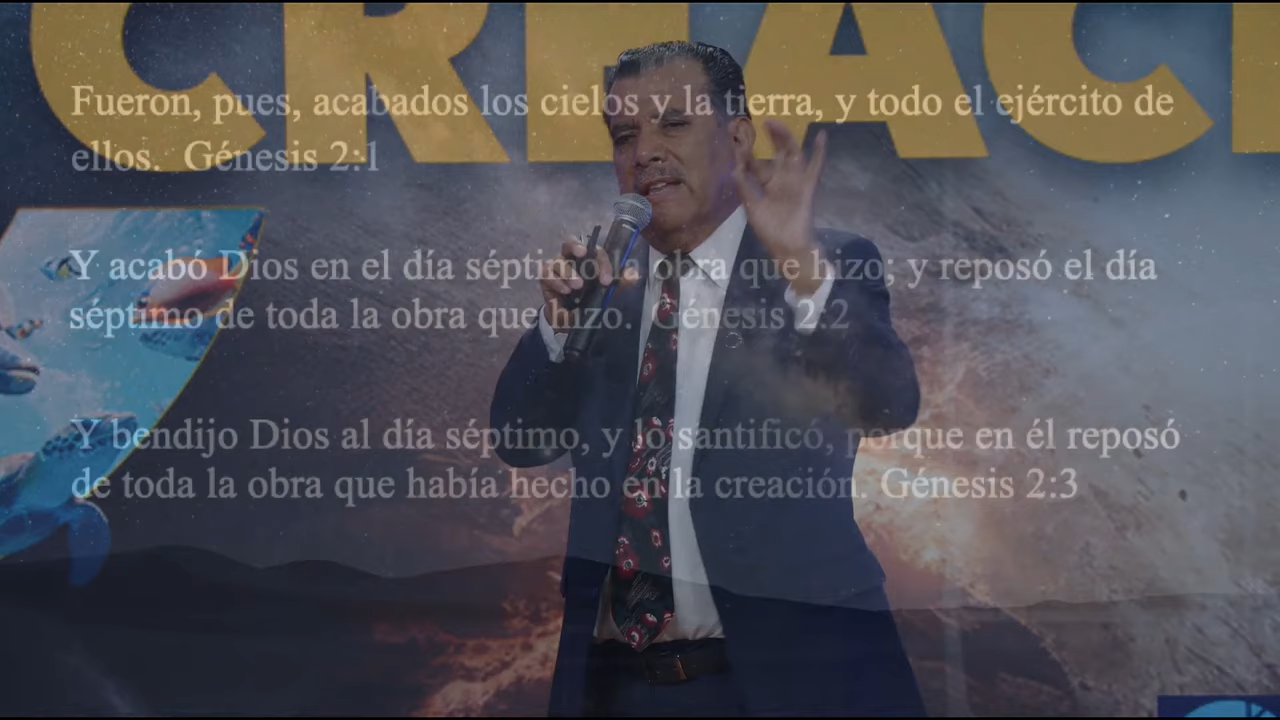 CREACI
Fueron, pues, acabados los cielos y la tierra, y todo el ejército de
ellos. Génesis 2:1
Y acabó Dios en el día séptimo la obra que hizo; y reposó el día
séptimo de toda la obra que hizo. Génesis 2:2
Y bendijo Dios al día séptimo, y lo santificó, porque en él reposó
de toda la obra que había hecho en la creación. Génesis 2:3